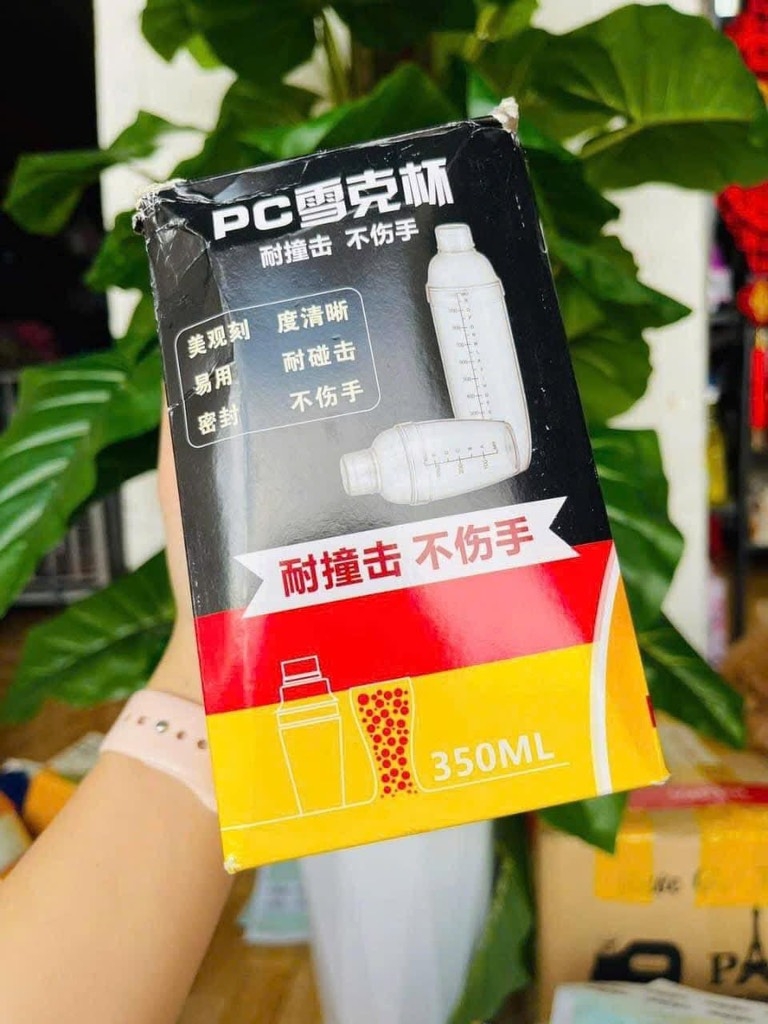 PC雪克杯
耐撞击 不伤手
美观刻 度清晰
易用 耐碰击
密封 不伤手
耐撞击 不伤手
350ML